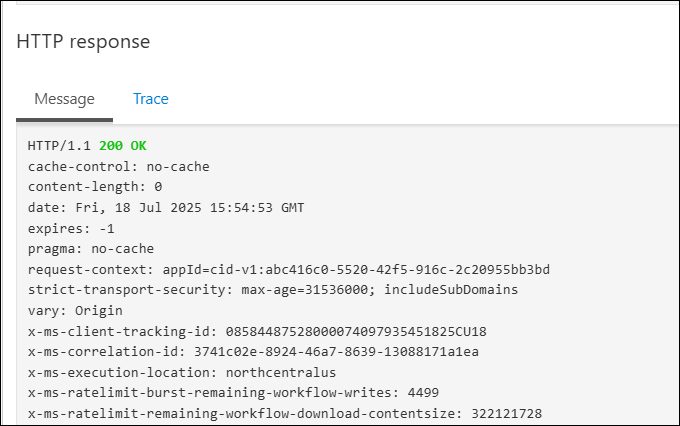 HTTP response
Message Trace
HTTP/1.1 200 OK
cache-control: no-cache
content-length: 0
date: Fri, 18 Jul 2025 15:54:53 GMT
expires: -1
pragma: no-cache
request-context: appId=cid-v1:abc416c0-5520-42f5-916c-2c20955bb3bd
strict-transport-security: max-age=31536000; includeSubDomains
vary: Origin
x-ms-client-tracking-id: 08584487528000074097935451825CU18
x-ms-correlation-id: 3741c02e-8924-46a7-8639-13088171a1ea
x-ms-execution-location: northcentralus
x-ms-ratelimit-burst-remaining-workflow-writes: 4499
x-ms-ratelimit-remaining-workflow-download-contentsize: 322121728